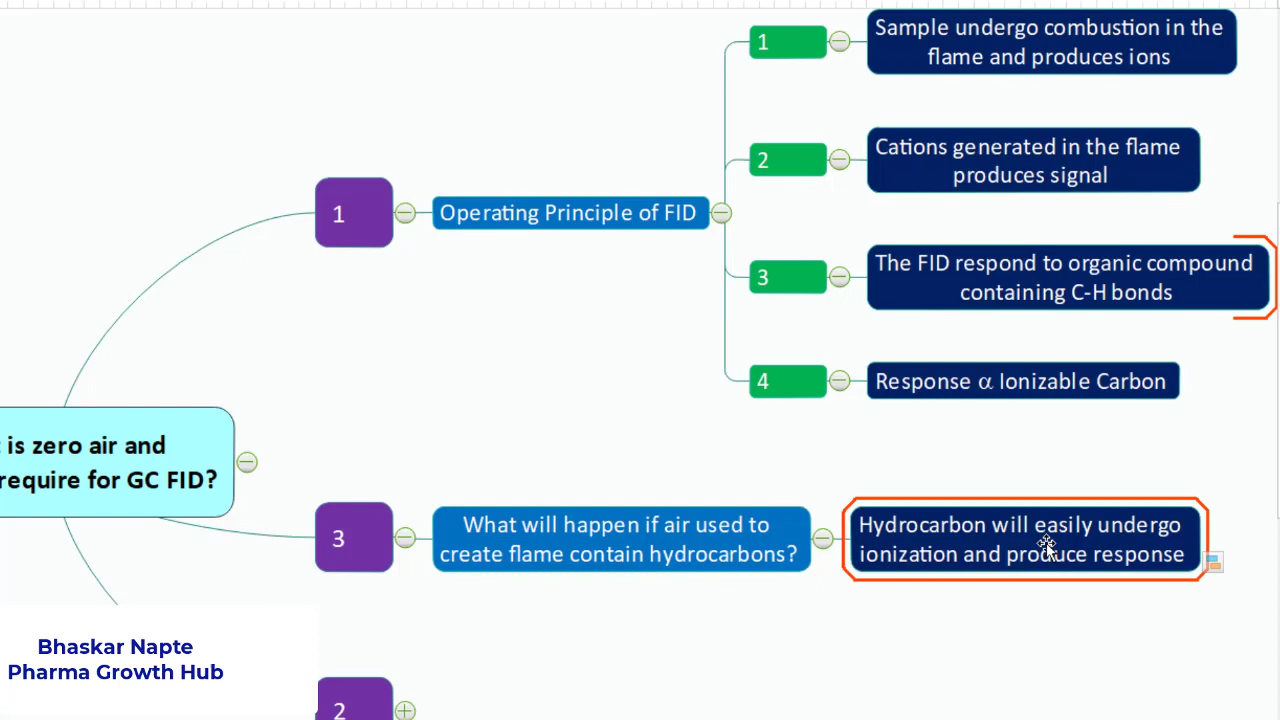 1
Sample undergo combustion in the
flame and produces ions
2
Cations generated in the flame
produces signal
1
Operating Principle of FID
3
The FID respond to organic compound
containing C-H bonds
4
Response α Ionizable Carbon
is zero air and
require for GC FID?
3
What will happen if air used to
create flame contain hydrocarbons?
Hydrocarbon will easily undergo
ionization and produce response
Bhaskar Napte
Pharma Growth Hub
2